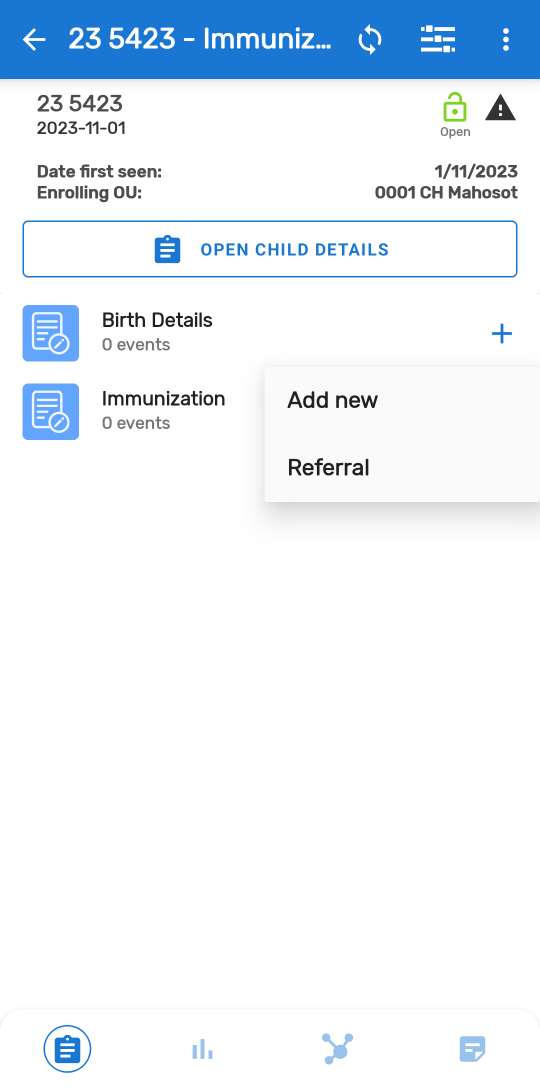 23 5423 - Immuniz...
23 5423
2023-11-01
Open
Date first seen:
1/11/2023
Enrolling OU:
0001 CH Mahosot
OPEN CHILD DETAILS
Birth Details
0 events
Immunization
0 events
Add new
Referral